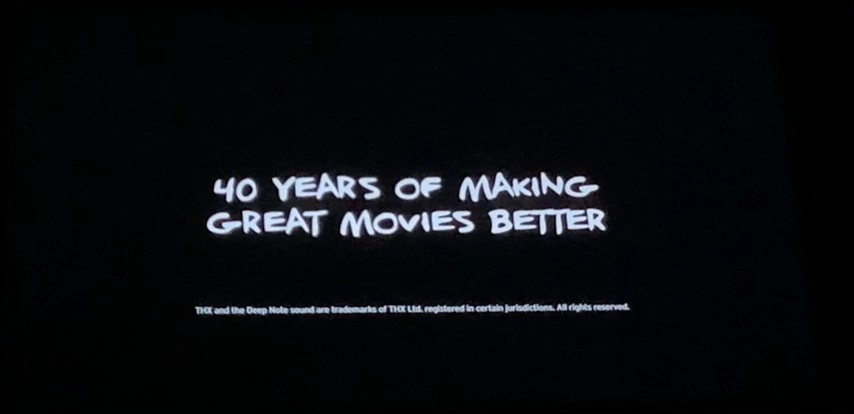 40 YEARS OF MAKING
GREAT MOVIES BETTER
THX and the Deep Note sound are trademarks of THX Ltd. registered in certain jurisdictions. All rights reserved.